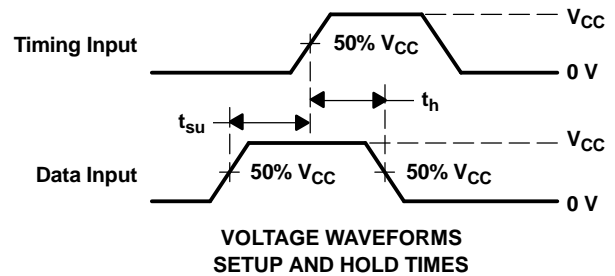 Timing Input
50% VCC
VCC
0 V
tsu
th
Data Input
50% VCC
50% VCC
VCC
0 V
VOLTAGE WAVEFORMS
SETUP AND HOLD TIMES